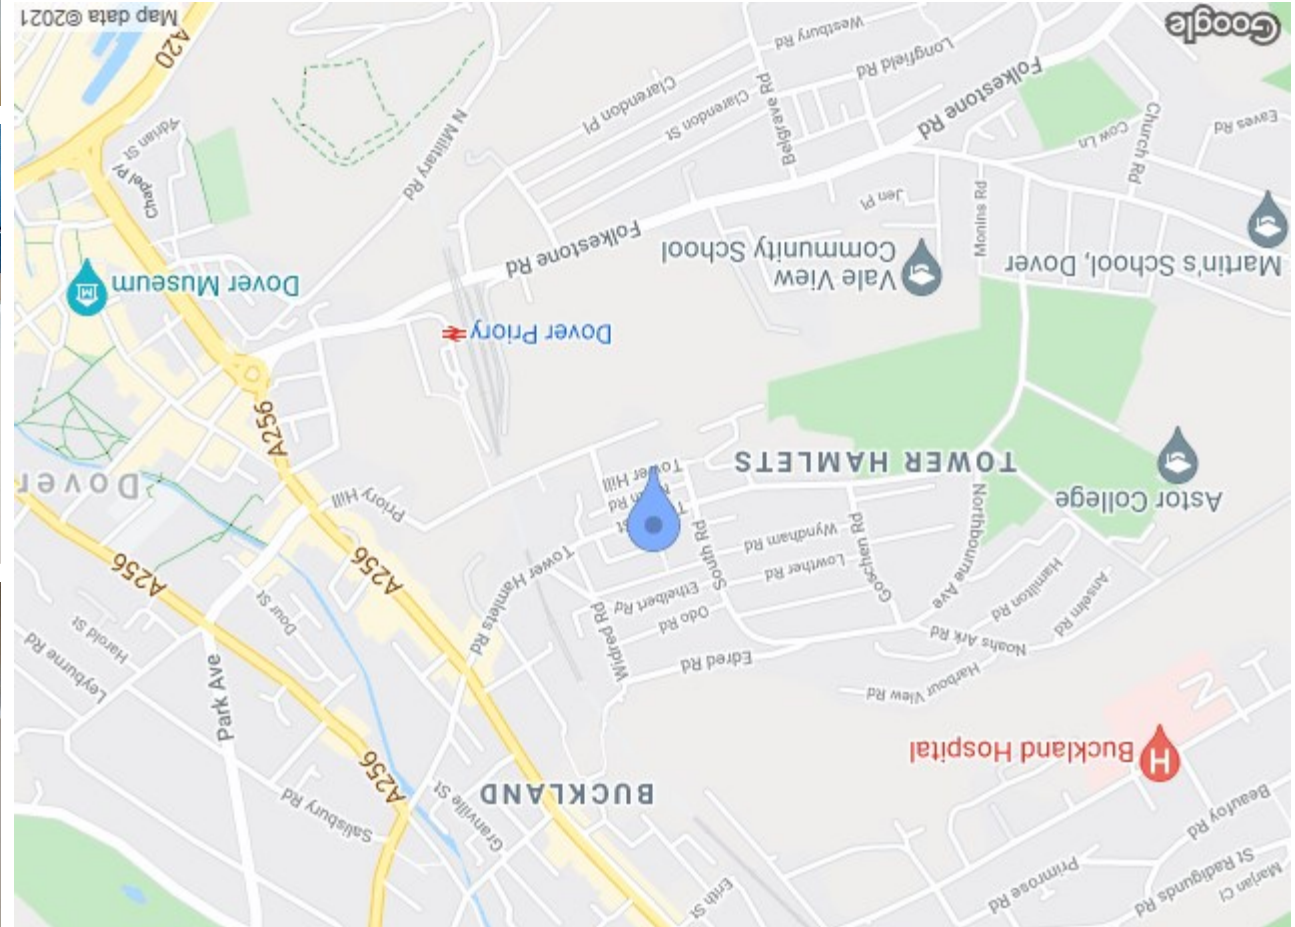 Marjan Cl
St Radigunds Rd
Beaufoy Rd
Primrose Rd
Erith St
Granville St
Salisbury Rd
BUCKLAND
A256
Buckland Hospital
H
Park Ave
Leyburne Rd
Harold St
Dour St
Harbour View Rd
Edred Rd
Noahs Ark Rd
Anselm Rd
Hamilton Rd
Odo Rd
Widred Rd
Ethelbert Rd
Lowther Rd
Wyndham Rd
South Rd
Goschen Rd
Northbourne Ave
Tower Hamlets Rd
A256
A256
Priory Hill
Tower Hill
Astor College
TOWER HAMLETS
Dover
A256
Dover Priory
Dover Museum
M
Vale View
Community School
Martin's School, Dover
Monins Rd
Jen Pl
Folkestone Rd
N Military Rd
Chapel Pl
Adrian St
Clarendon Pl
Clarendon St
Belgrave Rd
Church Rd
Cow Ln
Eaves Rd
Folkestone Rd
Longfield Rd
Westbury Rd
A20
Google
Map data ©2021